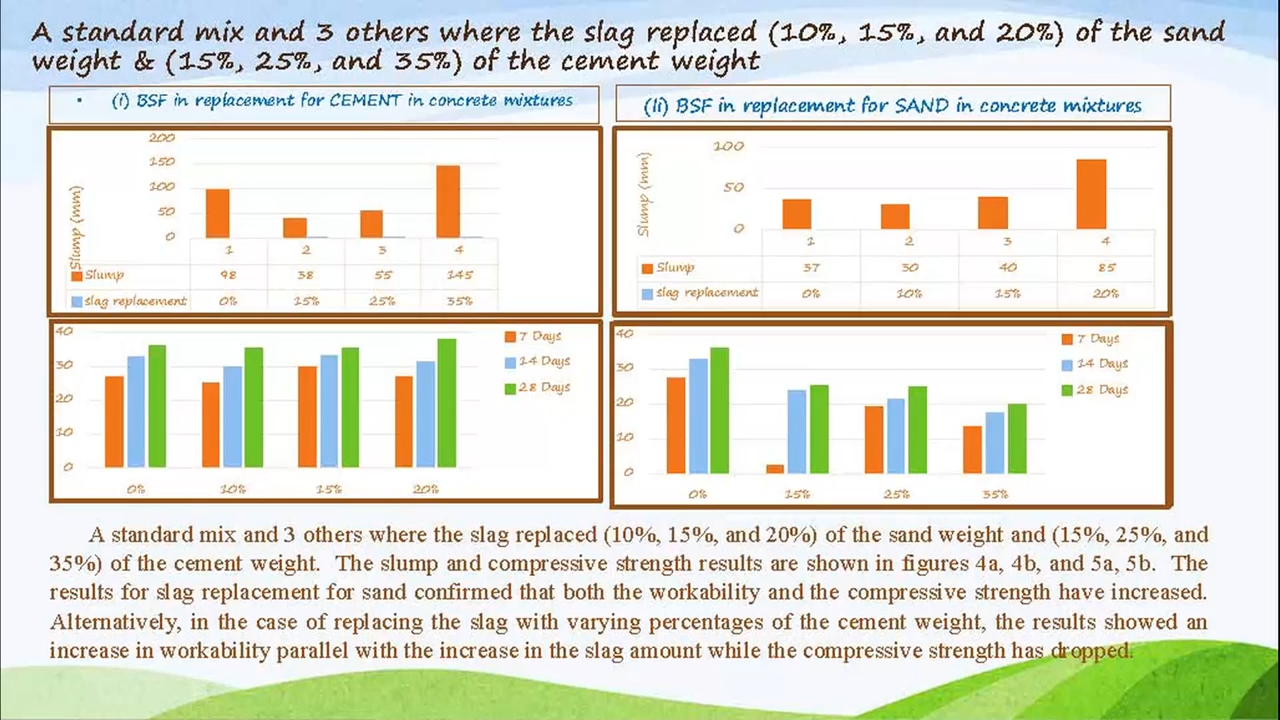 A standard mix and 3 others where the slag replaced (10%, 15%, and 20%) of the sand
weight & (15%, 25%, and 35%) of the cement weight
• (i) BSF in replacement for CEMENT in concrete mixtures
200
150
100
50
0
Slump (mm)
1 2 3 4
Slump 98 38 55 145
slag replacement 0% 15% 25% 35%
(Ii) BSF in replacement for SAND in concrete mixtures
100
50
0
Slump (mm)
1 2 3 4
Slump 37 30 40 85
slag replacement 0% 10% 15% 20%
40
30
20
10
0
0% 10% 15% 20%
7 Days
14 Days
28 Days
40
30
20
10
0
0% 15% 25% 35%
7 Days
14 Days
28 Days
A standard mix and 3 others where the slag replaced (10%, 15%, and 20%) of the sand weight and (15%, 25%, and
35%) of the cement weight. The slump and compressive strength results are shown in figures 4a, 4b, and 5a, 5b. The
results for slag replacement for sand confirmed that both the workability and the compressive strength have increased.
Alternatively, in the case of replacing the slag with varying percentages of the cement weight, the results showed an
increase in workability parallel with the increase in the slag amount while the compressive strength has dropped.